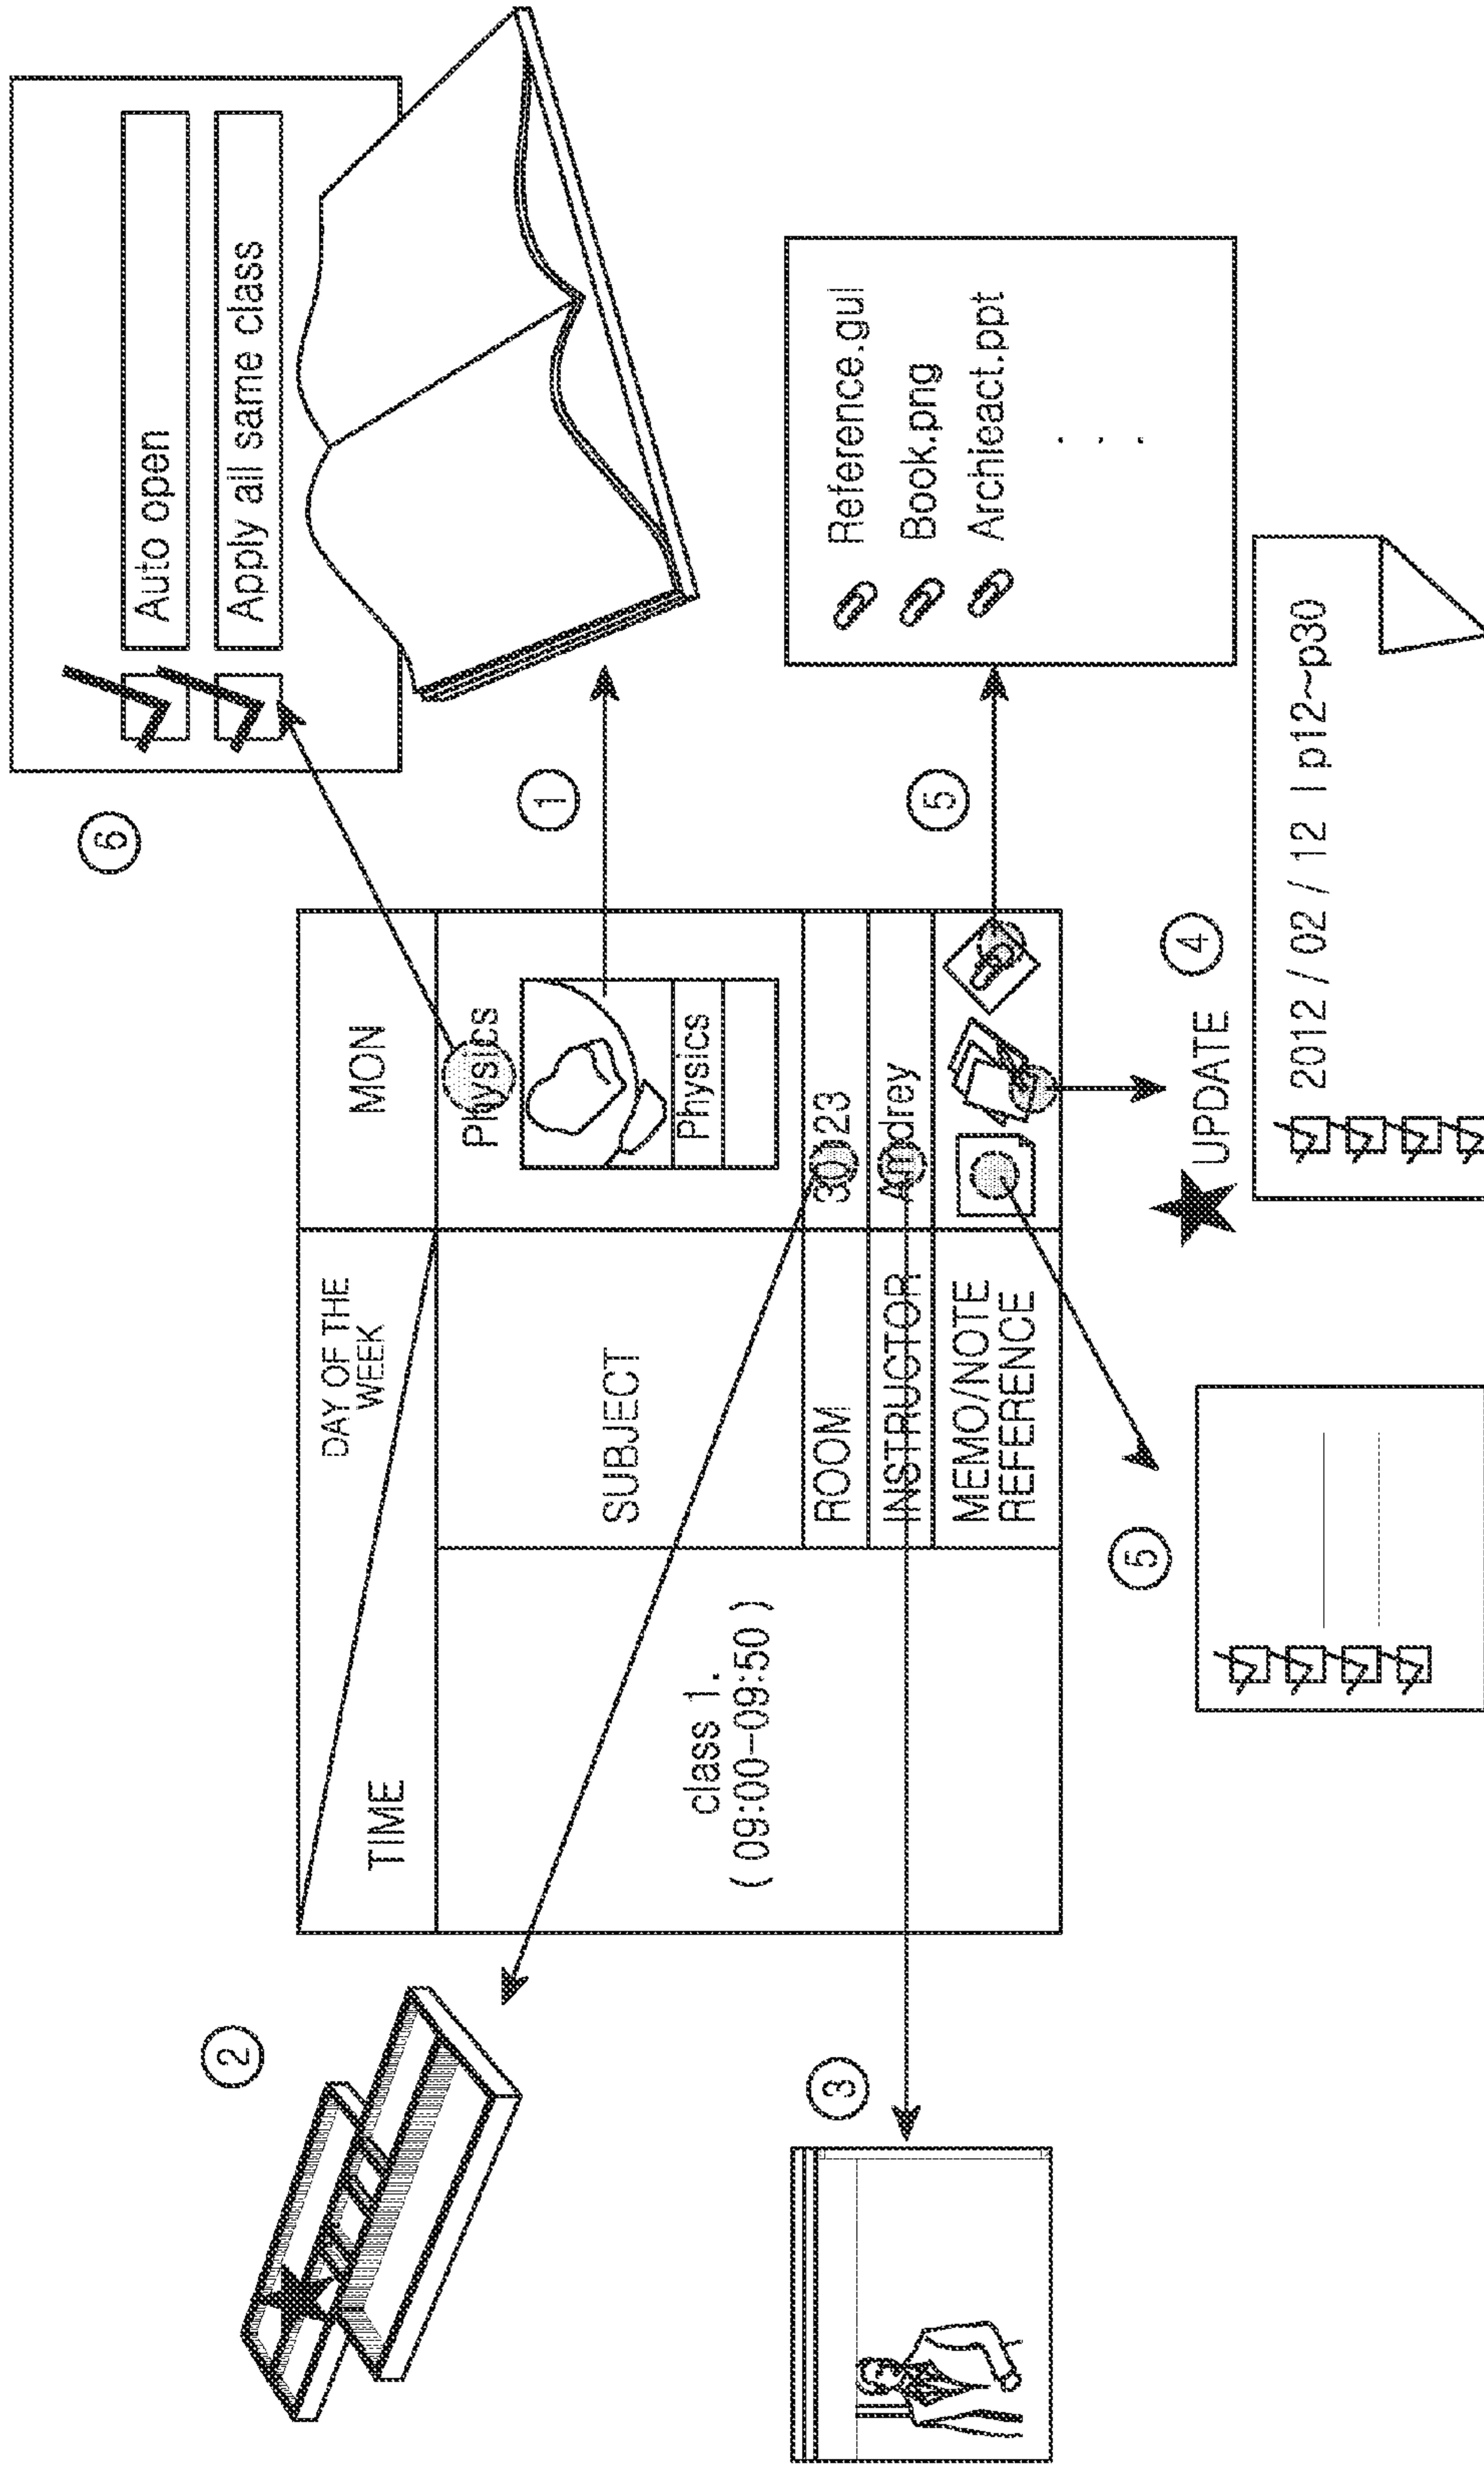 6
Auto open
Apply all same class
2
1
DAY OF THE
WEEK
TIME
MON
SUBJECT
Physics
Physics
class 1.
( 09:00-09:50 )
ROOM
INSTRUCTOR
Andrey
MEMO/NOTE
REFERENCE
3
5
Reference.gul
Book.png
Archieact.ppt
. . .
5
UPDATE
4
2012 / 02 / 12 l p12~p30